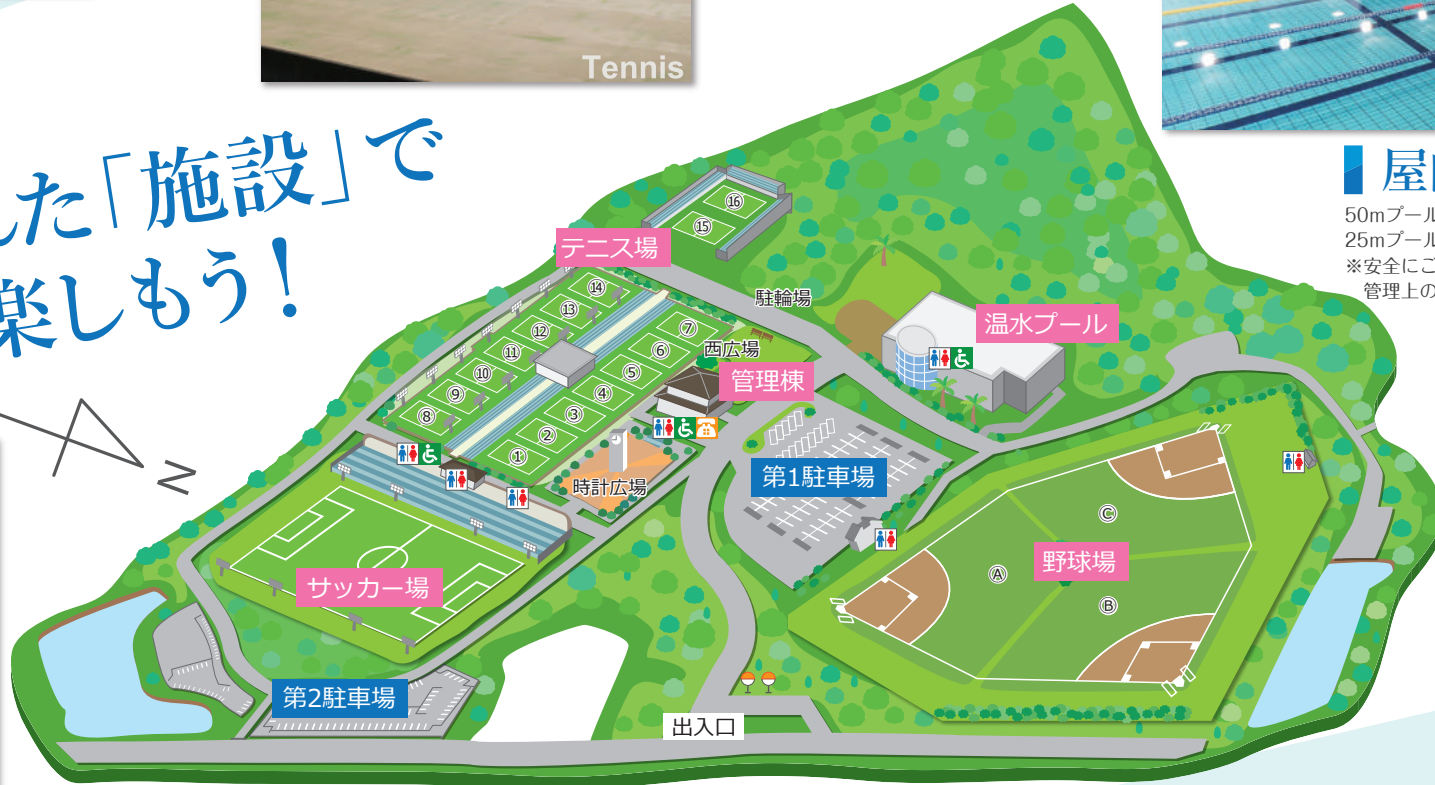 Tennis
した「施設」で
楽しもう！
屋
50mプール
25mプール
※安全にご
管理上の
テニス場
⑯
⑮
⑭
⑬
⑫
⑪
⑩
⑨
⑧
⑦
⑥
⑤
④
③
②
①
駐輪場
西広場
温水プール
管理棟
時計広場
第1駐車場
サッカー場
野球場
Ⓒ
Ⓐ
Ⓑ
第2駐車場
出入口
N